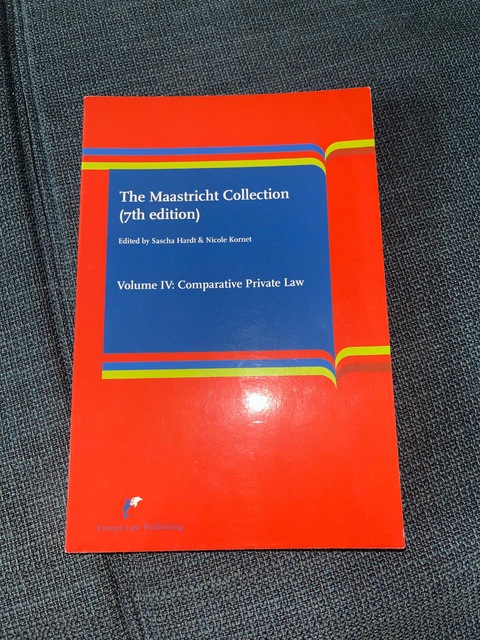 The Maastricht Collection
(7th edition)
Edited by Sascha Hardt & Nicole Kornet
Volume IV: Comparative Private Law
Europa Law Publishing